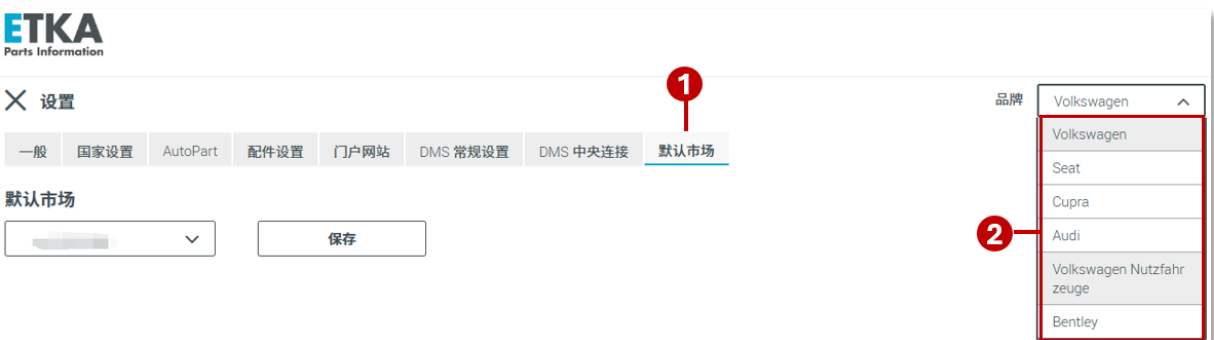 ETKA
Parts Information
设置
1
品牌
Volkswagen
一般 国家设置 AutoPart 配件设置 门户网站 DMS 常规设置 DMS 中央连接 默认市场
Volkswagen
Seat
默认市场
Cupra
保存
2
Audi
Volkswagen Nutzfahr
zeuge
Bentley